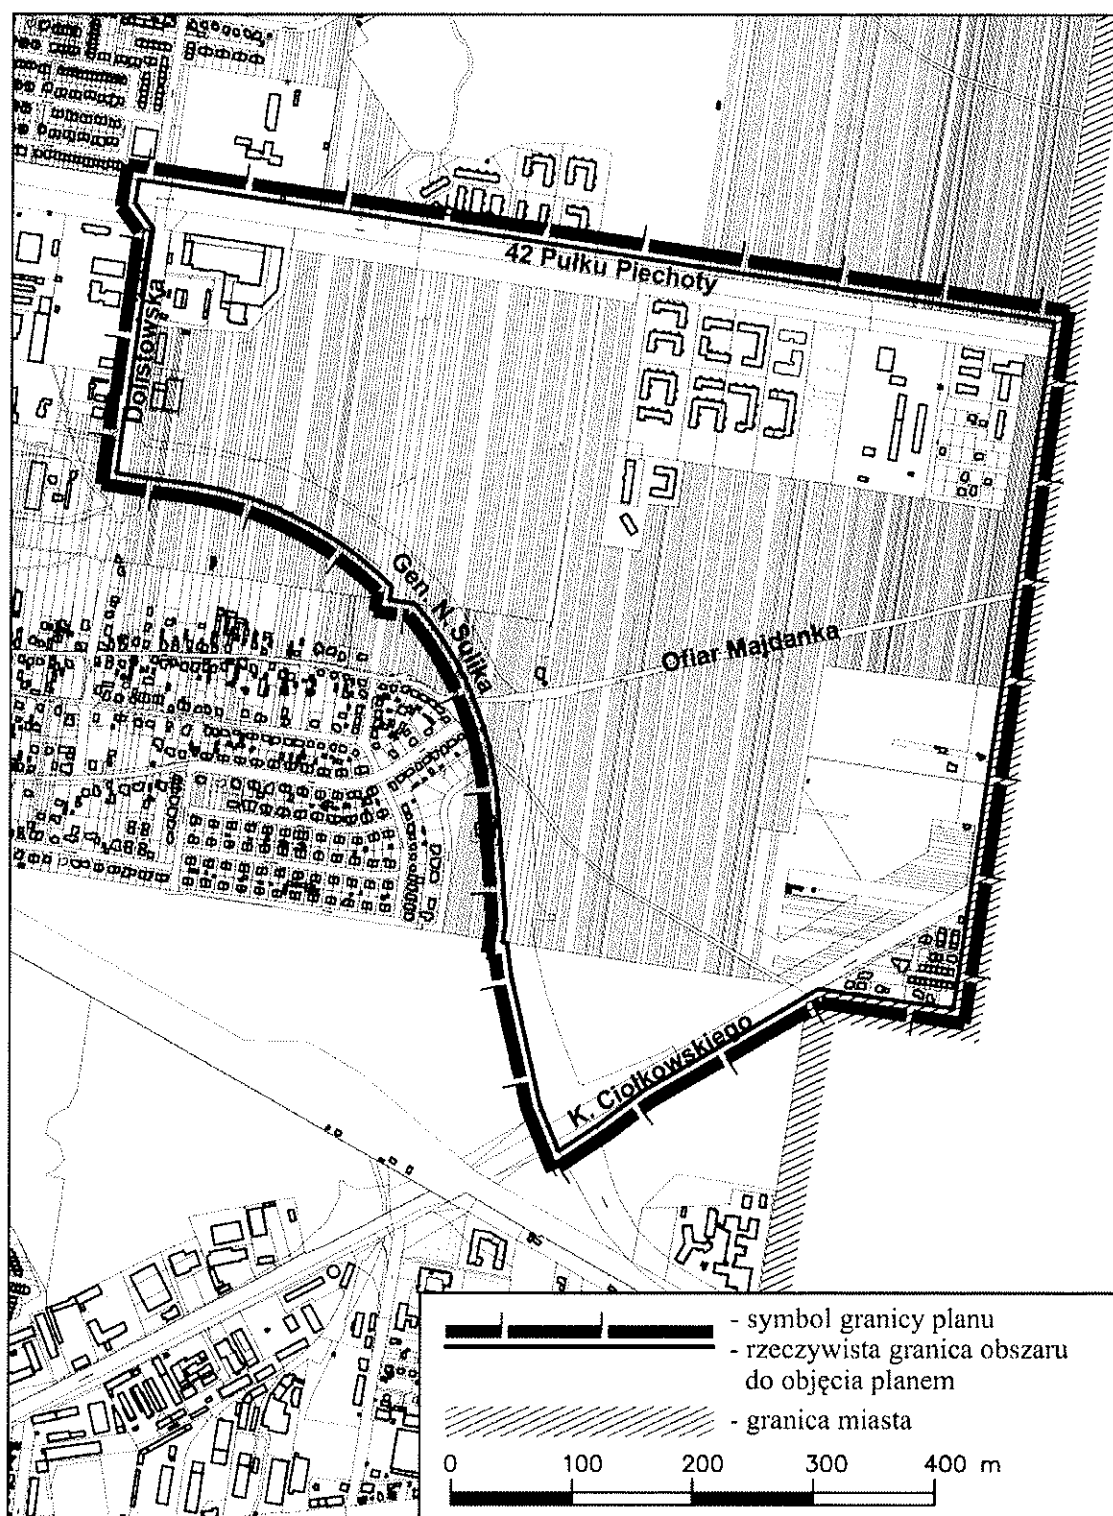 42 Pułku Piechoty
Dolistowska
Gen. N. Sulika
Ofiar Majdanka
K. Ciołkowskiego
- symbol granicy planu
- rzeczywista granica obszaru
do objęcia planem
- granica miasta
0 100 200 300 400 m